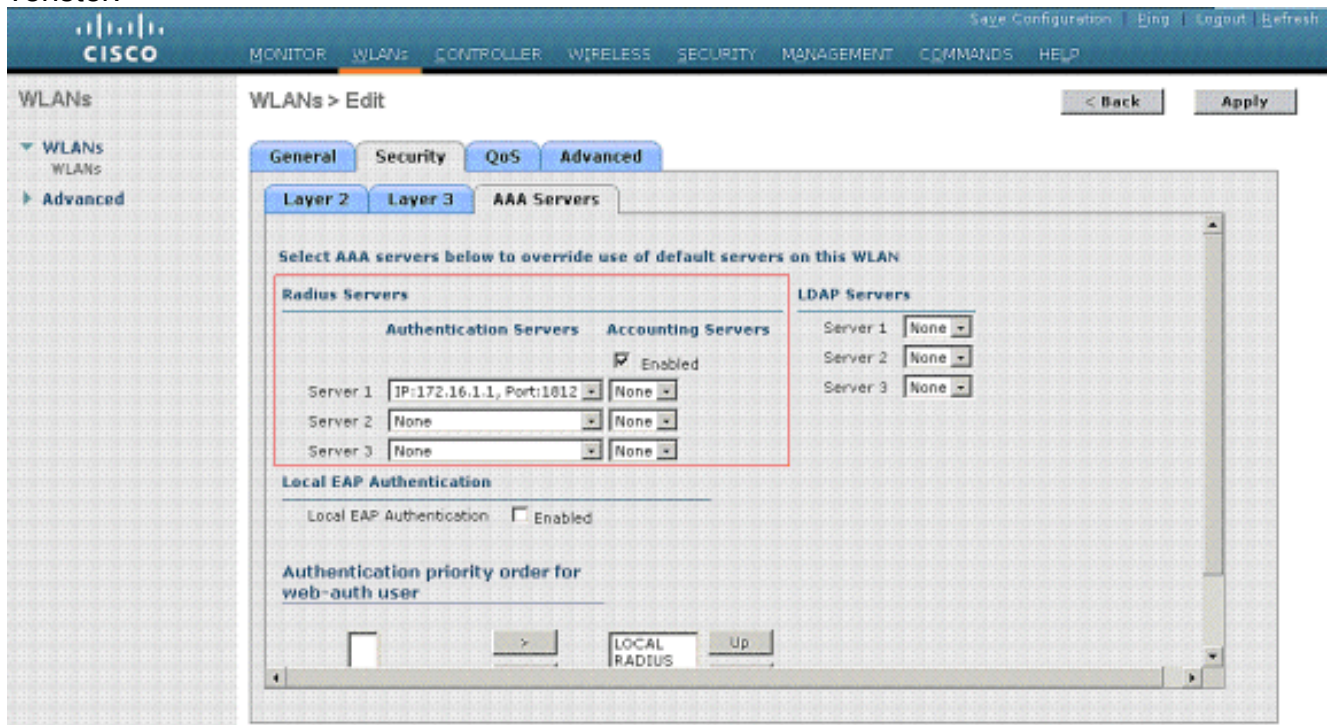 Save Configuration | Ping | Logout | Refresh
CISCO
MONITOR WLANs CONTROLLER WIRELESS SECURITY MANAGEMENT COMMANDS HELP
WLANs
WLANs > Edit
< Back
Apply
WLANs
WLANs
Advanced
General Security QoS Advanced
Layer 2 Layer 3 AAA Servers
Select AAA servers below to override use of default servers on this WLAN
Radius Servers
LDAP Servers
Authentication Servers Accounting Servers
Enabled
Server 1 IP:172.16.1.1, Port:1812 None
Server 2 None None
Server 3 None None
Server 1 None
Server 2 None
Server 3 None
Local EAP Authentication
Local EAP Authentication Enabled
Authentication priority order for
web-auth user
>
LOCAL
RADIUS
Up